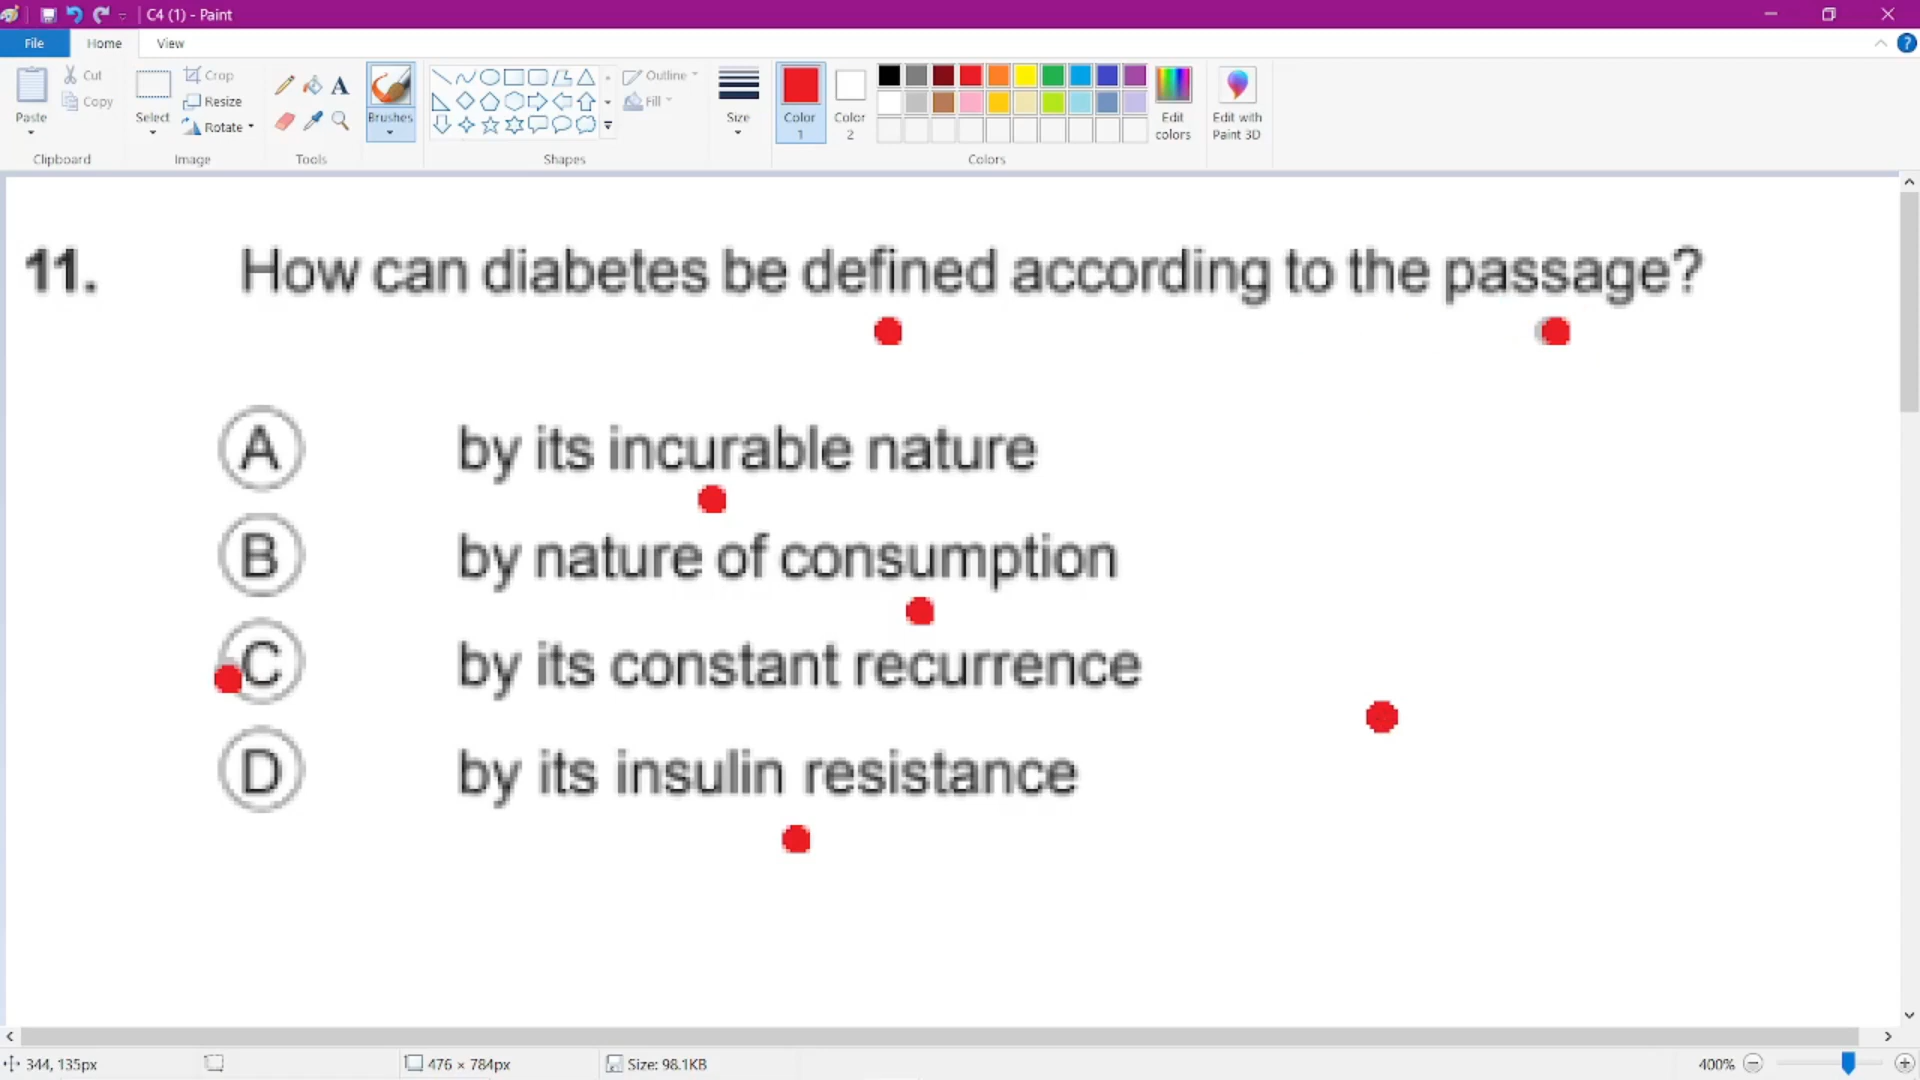 C4 (1) - Paint
File Home View
Paste
Cut
Copy
Clipboard
Select
Crop
Resize
Rotate
Image
A
Tools
Brushes
Outline
Fill
Shapes
Size
Color 1
Color 2
Edit colors
Edit with Paint 3D
Colors
11. How can diabetes be defined according to the passage?
A by its incurable nature
B by nature of consumption
C by its constant recurrence
D by its insulin resistance
344, 135px 476 × 784px Size: 98.1KB 400%